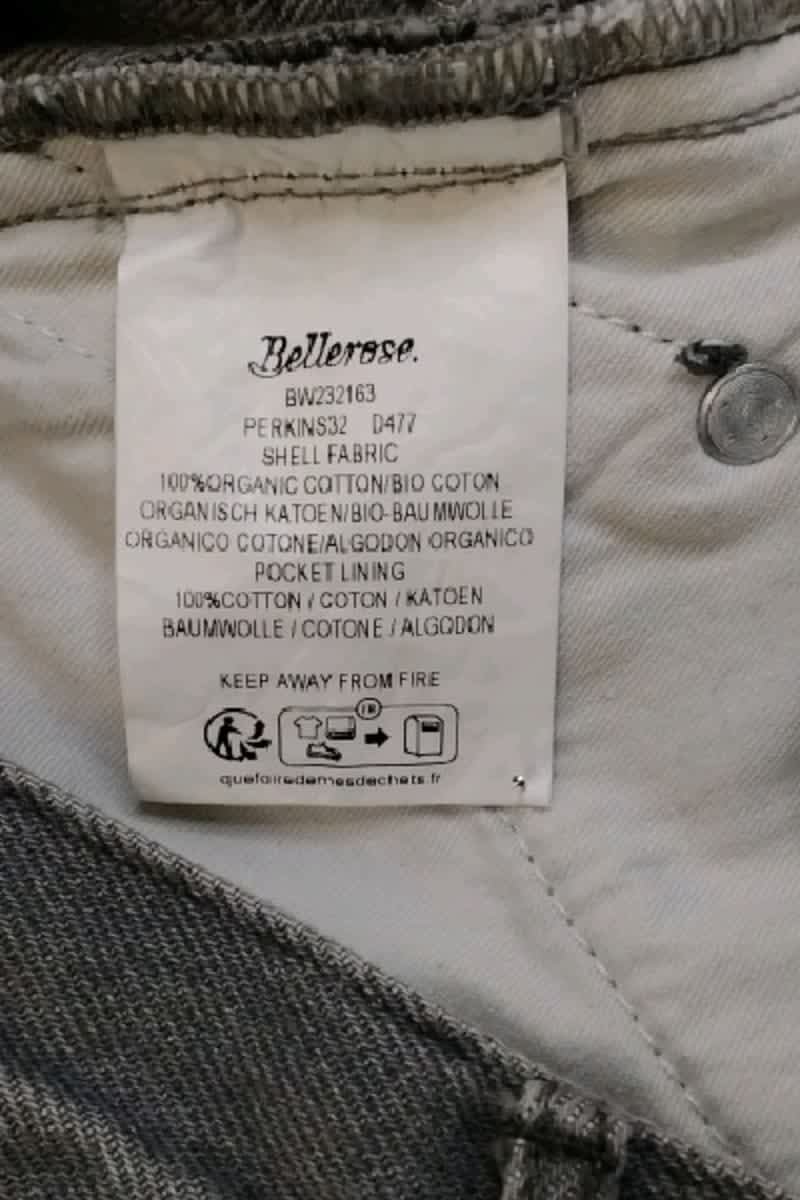 Bellerose.
BW232163
PERKINS32 D477
SHELL FABRIC
100%ORGANIC COTTON/BIO COTON
ORGANISCH KATOEN/BIO-BAUMWOLLE
ORGANICO COTONE/ALGODON ORGANICO
POCKET LINING
100%COTTON / COTON / KATOEN
BAUMWOLLE / COTONE / ALGODON
KEEP AWAY FROM FIRE
FR
quefairedemesdechets.fr